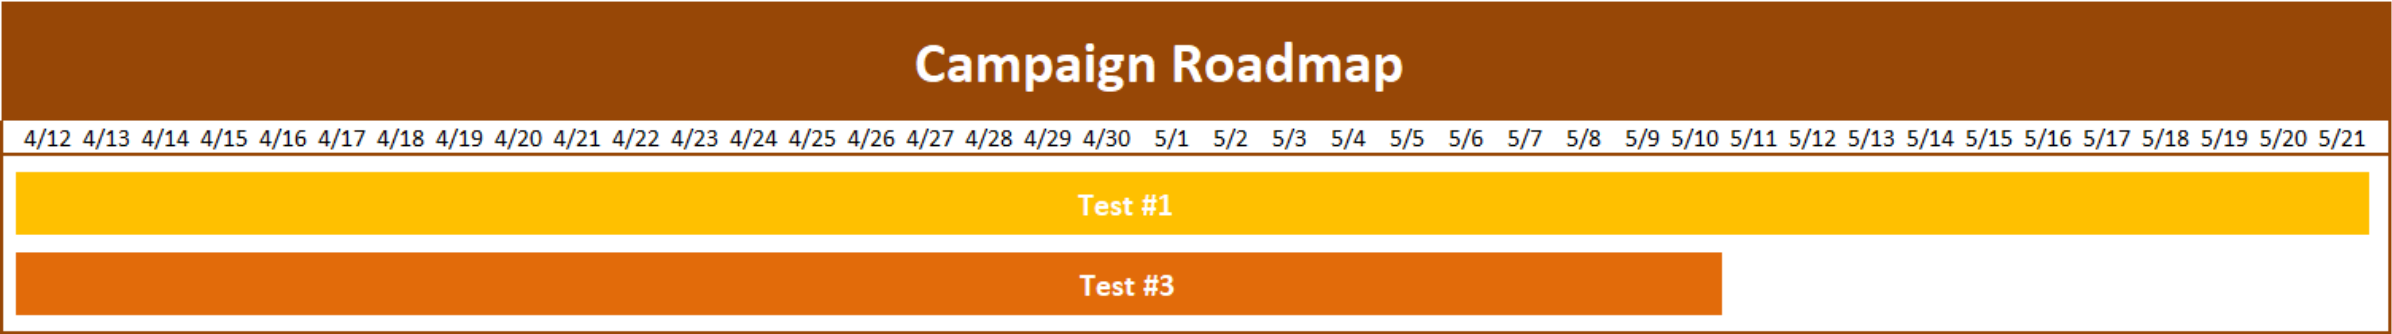 Campaign Roadmap
4/12 4/13 4/14 4/15 4/16 4/17 4/18 4/19 4/20 4/21 4/22 4/23 4/24 4/25 4/26 4/27 4/28 4/29 4/30 5/1 5/2 5/3 5/4 5/5 5/6 5/7 5/8 5/9 5/10 5/11 5/12 5/13 5/14 5/15 5/16 5/17 5/18 5/19 5/20 5/21
Test #1
Test #3